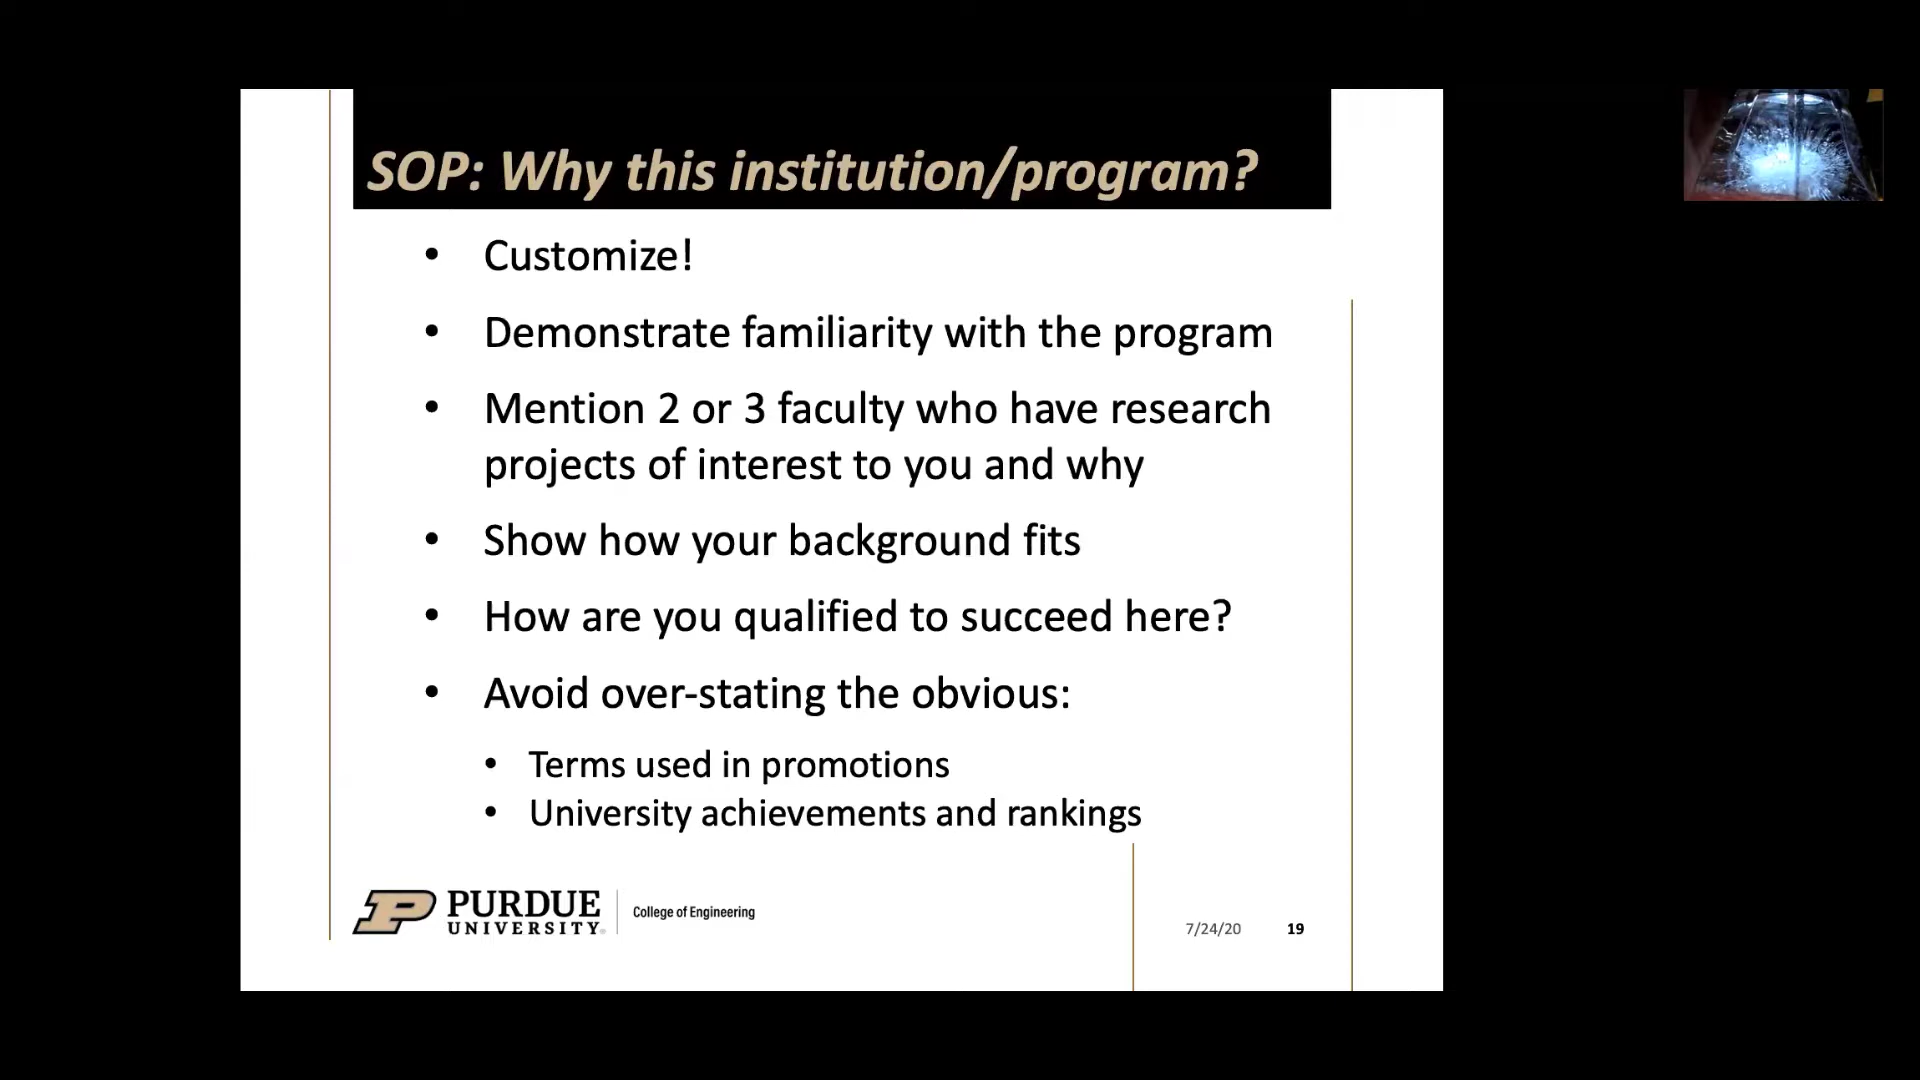 SOP: Why this institution/program?
• Customize!
• Demonstrate familiarity with the program
• Mention 2 or 3 faculty who have research
projects of interest to you and why
• Show how your background fits
• How are you qualified to succeed here?
• Avoid over-stating the obvious:
• Terms used in promotions
• University achievements and rankings
P PURDUE
UNIVERSITY®
College of Engineering
7/24/20 19